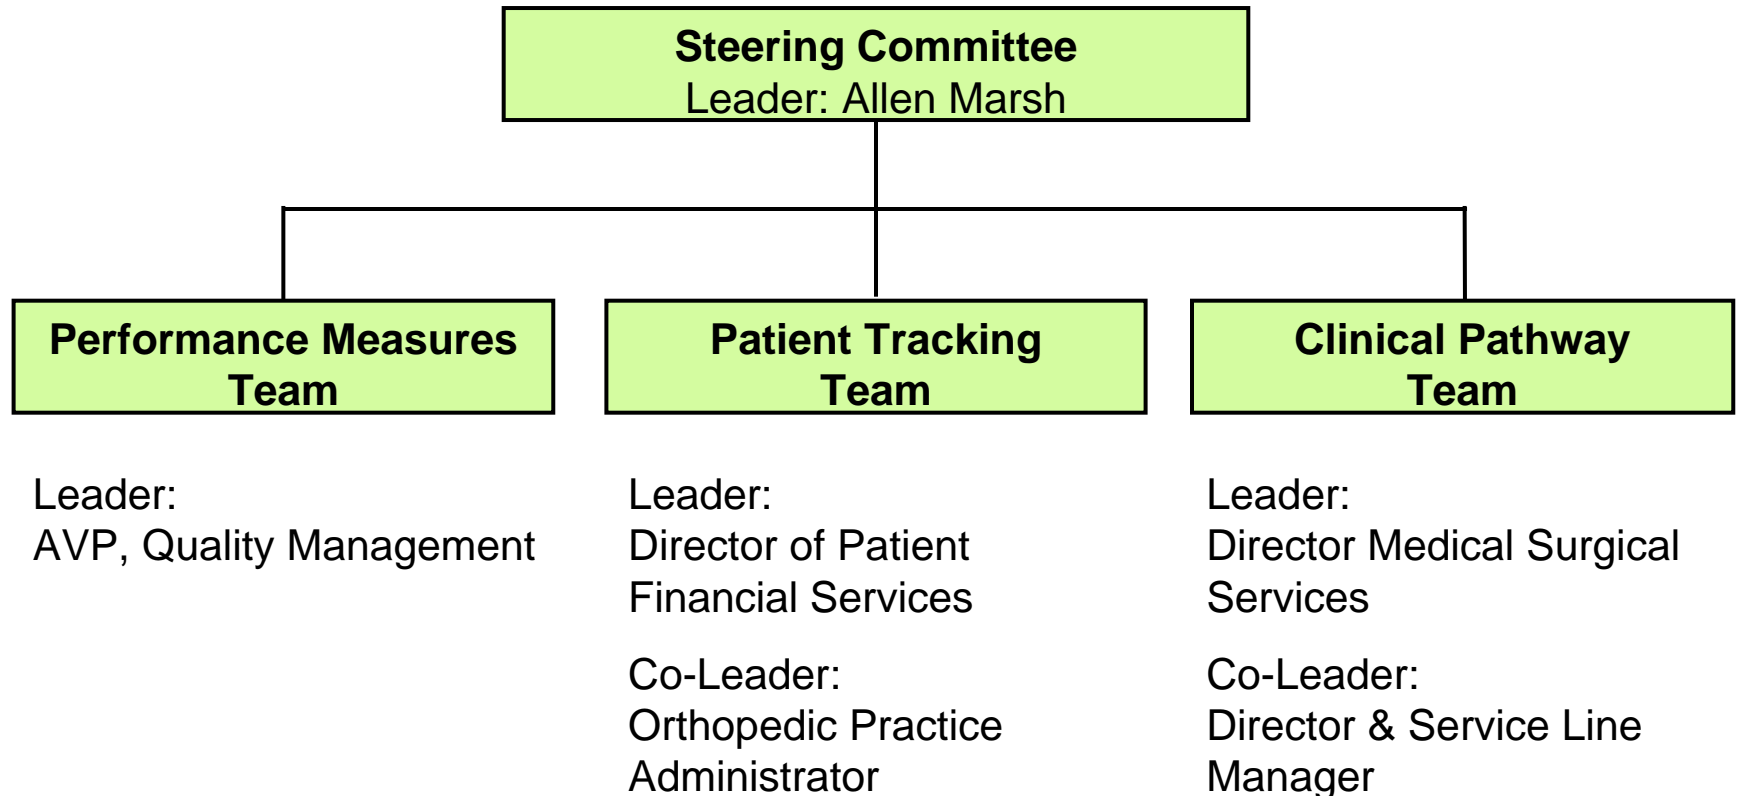 Steering Committee
Leader: Allen Marsh
Performance Measures
Team
Patient Tracking
Team
Clinical Pathway
Team
Leader:
AVP, Quality Management
Leader:
Director of Patient
Financial Services
Co-Leader:
Orthopedic Practice
Administrator
Leader:
Director Medical Surgical
Services
Co-Leader:
Director & Service Line
Manager